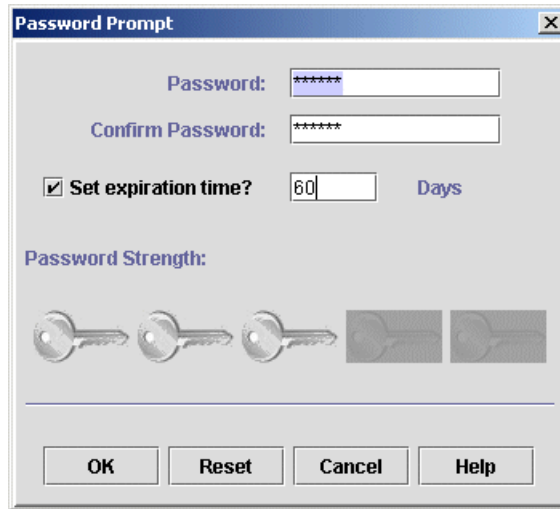 Password Prompt
Password: ******
Confirm Password: ******
Set expiration time? 60 Days
Password Strength:
OK Reset Cancel Help